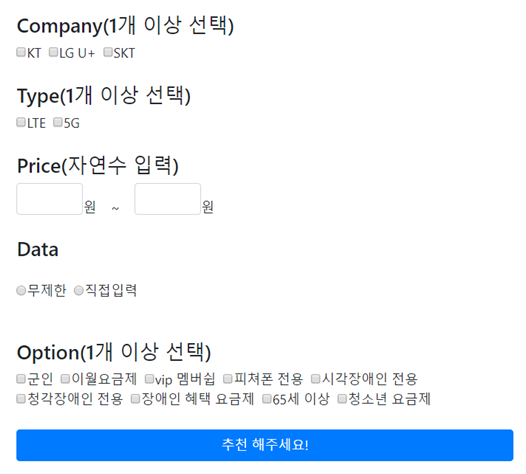 Company(1개 이상 선택)
KT LG U+ SKT
Type(1개 이상 선택)
LTE 5G
Price(자연수 입력)
원 ~ 원
Data
무제한 직접입력
Option(1개 이상 선택)
군인 이월요금제 vip 멤버쉽 피쳐폰 전용 시각장애인 전용
청각장애인 전용 장애인 혜택 요금제 65세 이상 청소년 요금제
추천 해주세요!